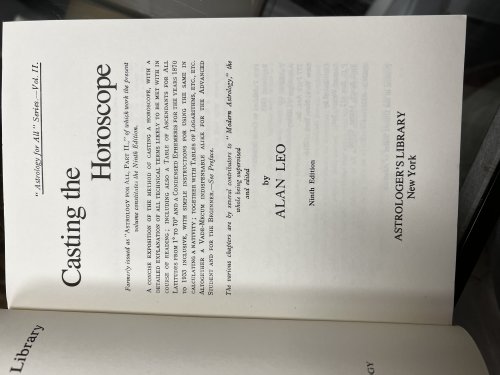 "Astrology for All" Series.—Vol. II.
Casting the
Horoscope
Formerly issued as "ASTROLOGY FOR ALL, PART II.," of which work the present
volume constitutes the Ninth Edition.
A CONCISE EXPOSITION OF THE METHOD OF CASTING A HOROSCOPE, WITH A
DETAILED EXPLANATION OF ALL TECHNICAL TERMS LIKELY TO BE MET WITH IN
COURSE OF READING; INCLUDING ALSO A TABLE OF ASCENDANTS FOR ALL
LATITUDES FROM 1° TO 70° AND A CONDENSED EPHEMERIS FOR THE YEARS 1870
TO 1933 INCLUSIVE, WITH SIMPLE INSTRUCTIONS FOR USING THE SAME IN
CALCULATING A NATIVITY; TOGETHER WITH TABLES OF LOGARITHMS, ETC., ETC.
ALTOGETHER A VADE-MECUM INDISPENSABLE ALIKE FOR THE ADVANCED
STUDENT AND FOR THE BEGINNER.—See Preface.
The various chapters are by several contributors to "Modern Astrology," the
whole being supervised
and edited
by
ALAN LEO
Ninth Edition
ASTROLOGER'S LIBRARY
New York
Library